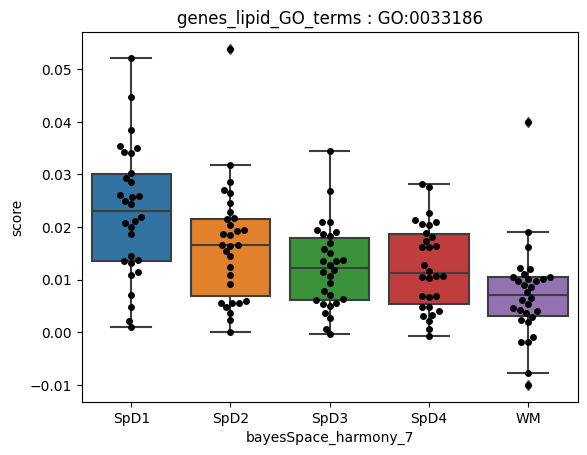 genes_lipid_GO_terms : GO:0033186
0.05
0.04
0.03
0.02
0.01
0.00
−0.01
score
SpD1 SpD2 SpD3 SpD4 WM
bayesSpace_harmony_7